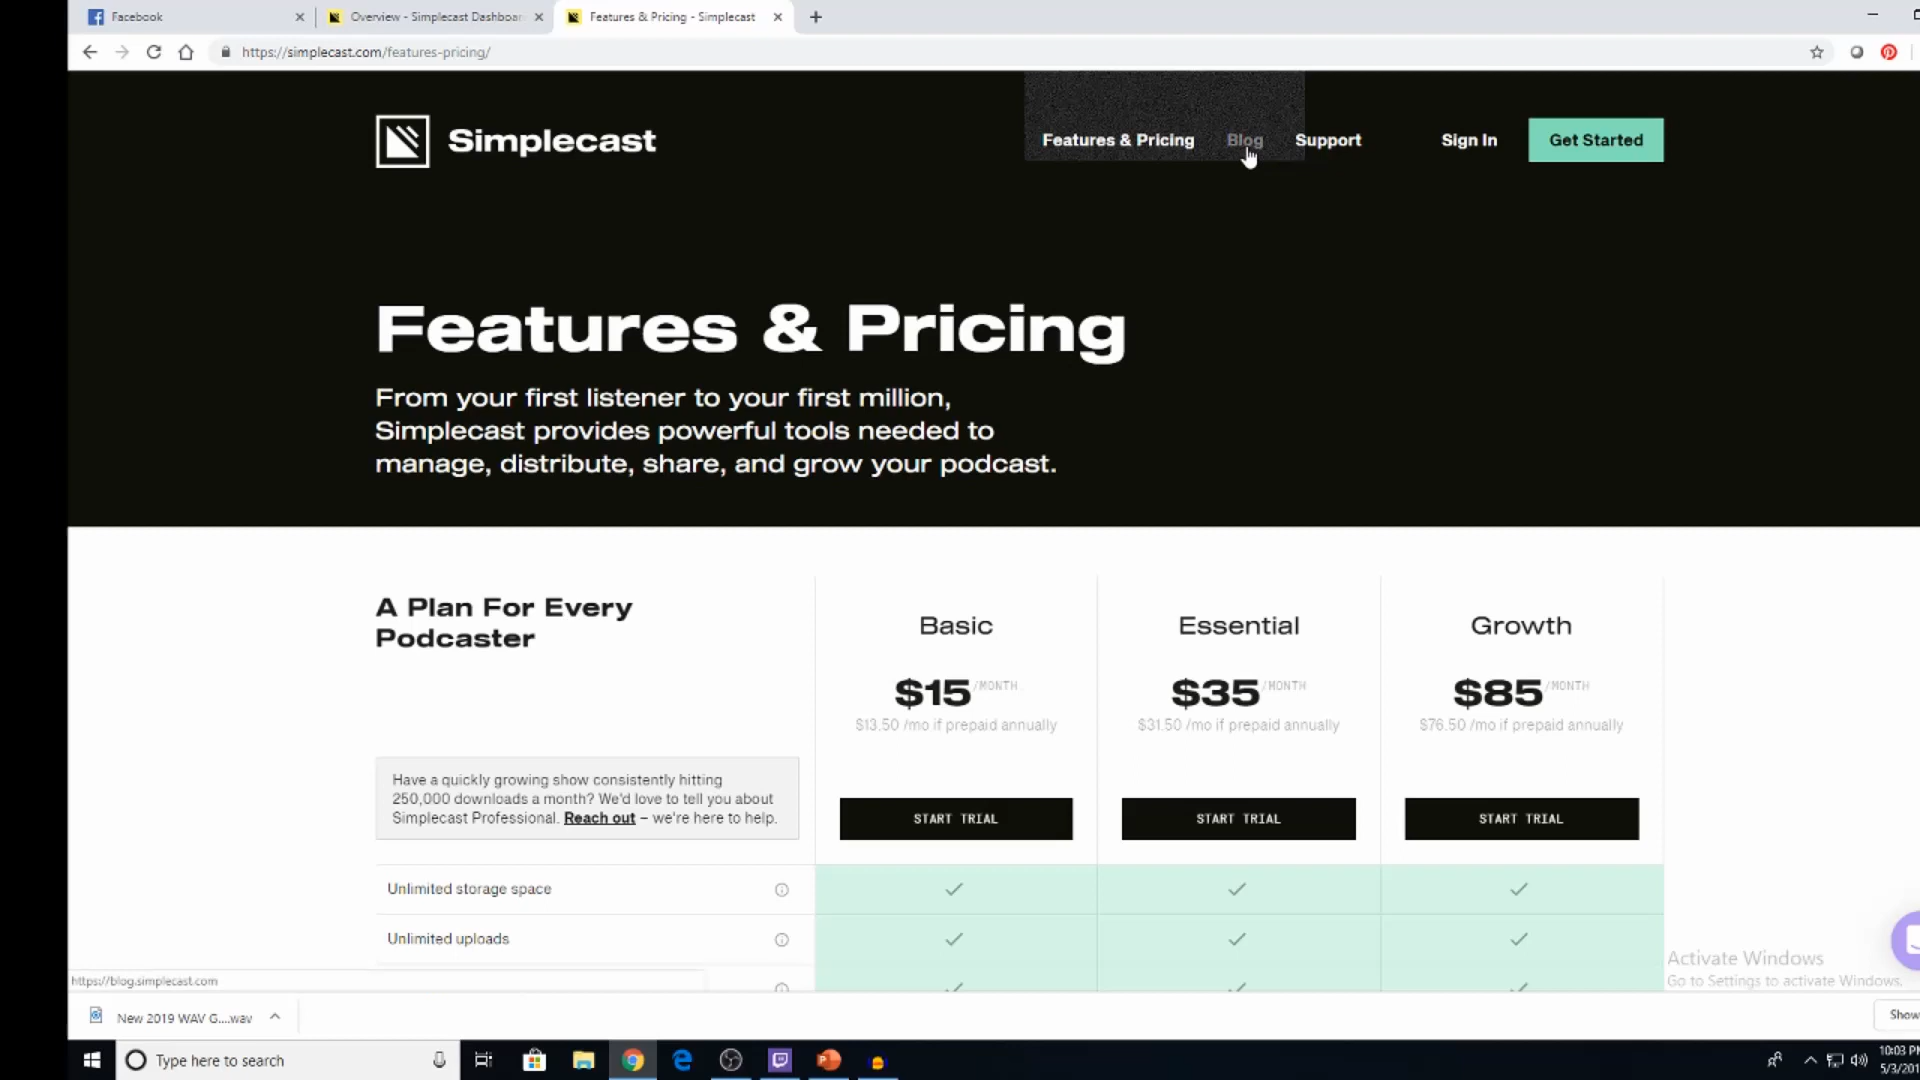 Facebook
Overview - Simplecast Dashboar
Features & Pricing - Simplecast
https://simplecast.com/features-pricing/
Simplecast
Features & Pricing
Blog
Support
Sign In
Get Started
Features & Pricing
From your first listener to your first million,
Simplecast provides powerful tools needed to
manage, distribute, share, and grow your podcast.
A Plan For Every
Podcaster
Basic
Essential
Growth
$15 /MONTH
$35 /MONTH
$85 /MONTH
$13.50 /mo if prepaid annually
$31.50 /mo if prepaid annually
$76.50 /mo if prepaid annually
Have a quickly growing show consistently hitting
250,000 downloads a month? We'd love to tell you about
Simplecast Professional. Reach out – we're here to help.
START TRIAL
START TRIAL
START TRIAL
Unlimited storage space
Unlimited uploads
Activate Windows
Go to Settings to activate Windows.
https://blog.simplecast.com
New 2019 WAV G....wav
Show
Type here to search
10:03 PM
5/3/201